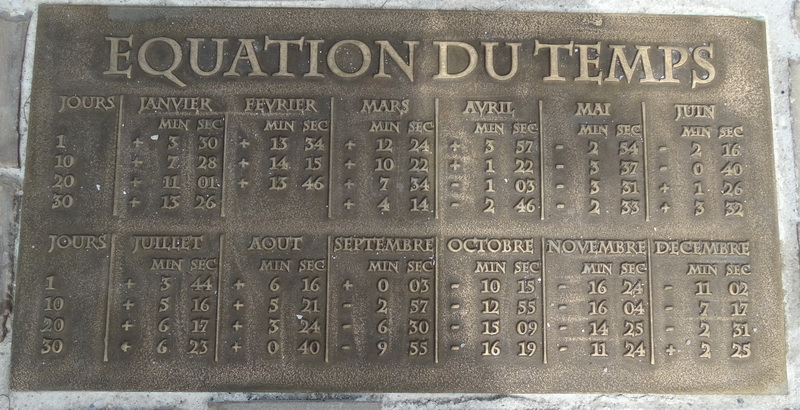 EQUATION DU TEMPS
JOURS JANVIER FEVRIER MARS AVRIL MAI JUIN
MIN SEC MIN SEC MIN SEC MIN SEC MIN SEC MIN SEC
1 + 3 30 + 13 34 + 12 24 + 3 57 - 2 54 - 2 16
10 + 7 28 + 14 15 + 10 22 + 1 22 - 3 37 - 0 40
20 + 11 01 + 13 46 + 7 34 - 1 03 - 3 31 + 1 26
30 + 13 26 + 4 14 - 2 46 - 2 33 + 3 32
JOURS JUILLET AOUT SEPTEMBRE OCTOBRE NOVEMBRE DECEMBRE
MIN SEC MIN SEC MIN SEC MIN SEC MIN SEC MIN SEC
1 + 3 44 + 6 16 + 0 03 - 10 15 - 16 24 - 11 02
10 + 5 16 + 5 21 - 2 57 - 12 55 - 16 04 - 7 17
20 + 6 17 + 3 24 - 6 30 - 15 09 - 14 25 - 2 31
30 + 6 23 + 0 40 - 9 55 - 16 19 - 11 24 + 2 25